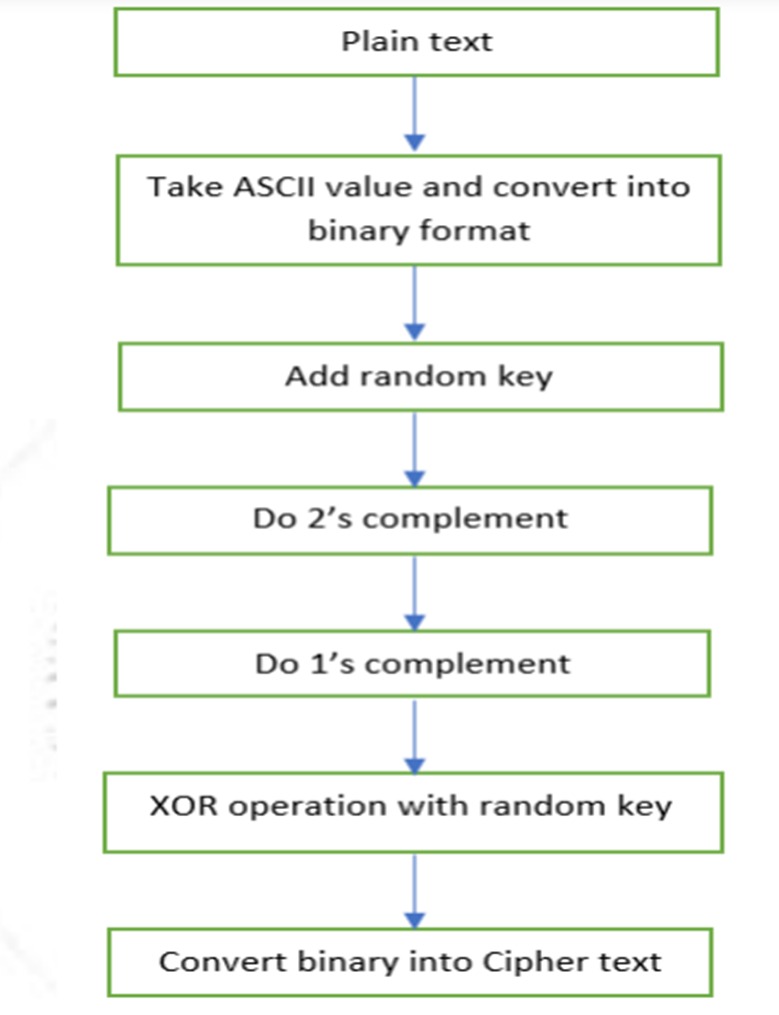 Plain text
Take ASCII value and convert into
binary format
Add random key
Do 2’s complement
Do 1’s complement
XOR operation with random key
Convert binary into Cipher text